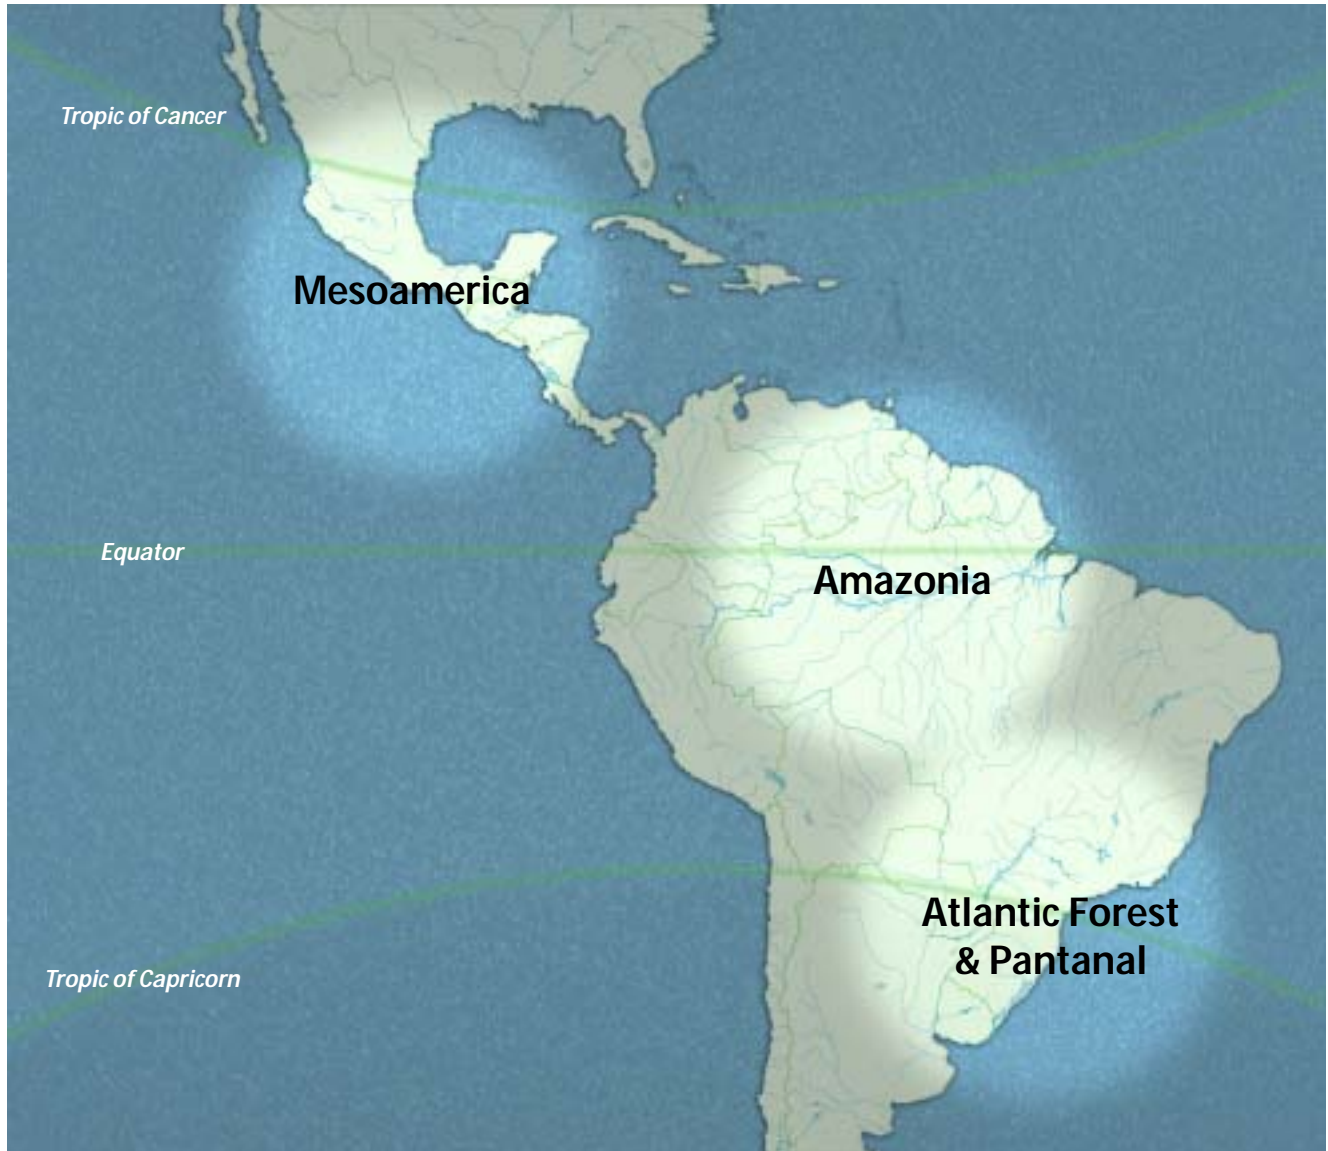 Tropic of Cancer
Mesoamerica
Equator
Amazonia
Atlantic Forest
& Pantanal
Tropic of Capricorn